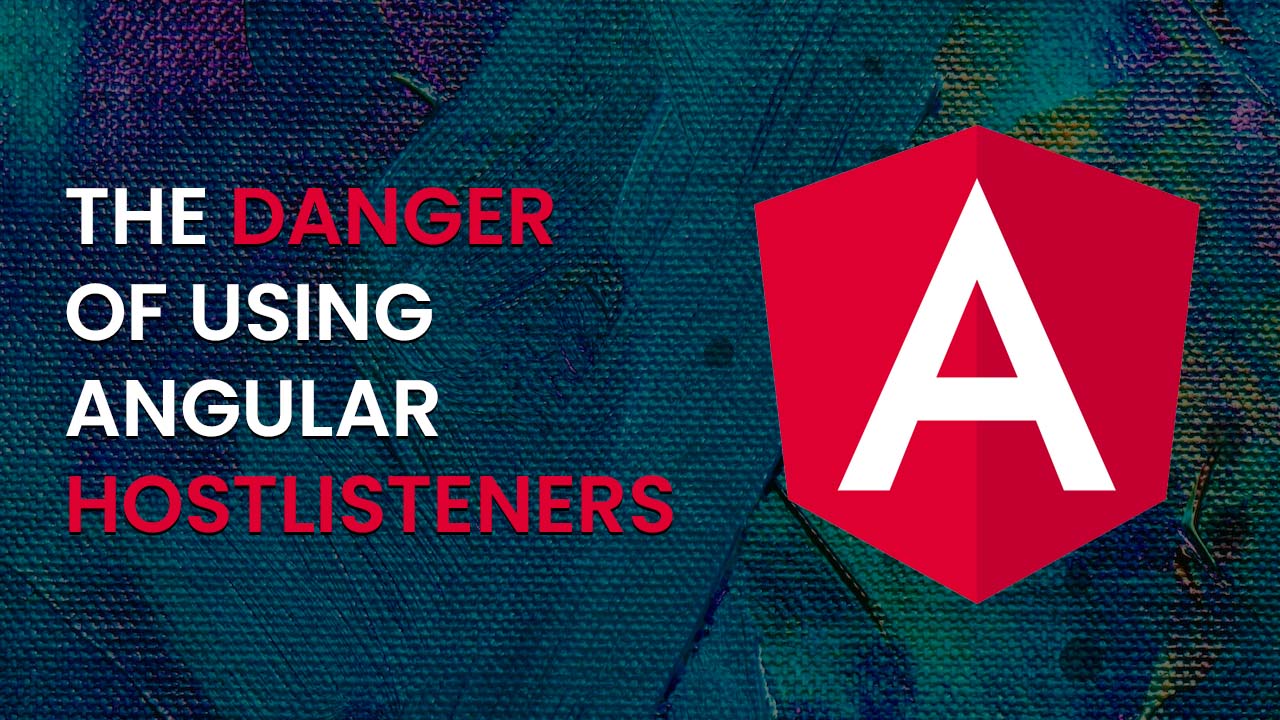 THE DANGER
OF USING
ANGULAR
HOSTLISTENERS
A